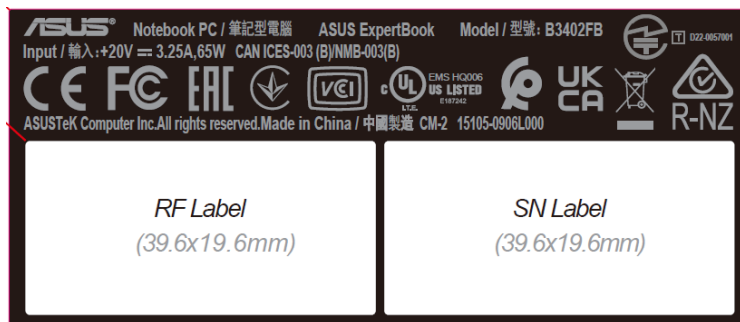 ASUS® Notebook PC / 筆記型電腦 ASUS ExpertBook Model / 型號: B3402FB
T D22-0057001
Input / 輸入:+20V ⎓ 3.25A,65W CAN ICES-003 (B)/NMB-003(B)
CE FC EAC VCCI c UL US LISTED EMS HQ006 I.T.E. E187242 UK CA R-NZ
ASUSTeK Computer Inc.All rights reserved.Made in China / 中國製造 CM-2 15105-0906L000
RF Label
(39.6x19.6mm)
SN Label
(39.6x19.6mm)